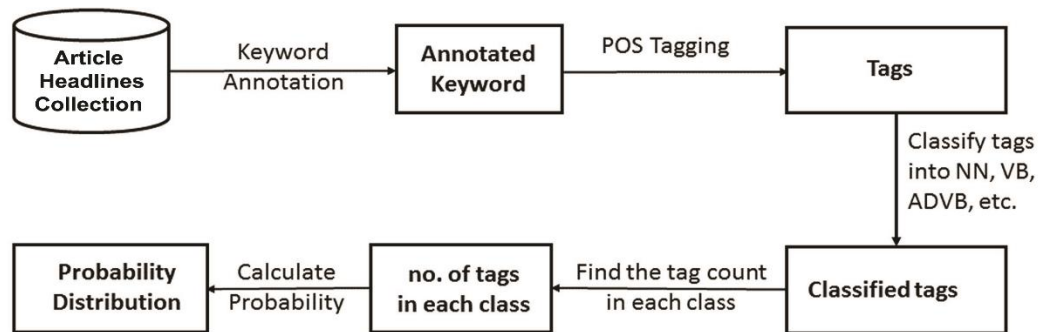 Article
Headlines
Collection
Keyword
Annotation
Annotated
Keyword
POS Tagging
Tags
Classify tags
into NN, VB,
ADVB, etc.
Classified tags
Find the tag count
in each class
no. of tags
in each class
Calculate
Probability
Probability
Distribution